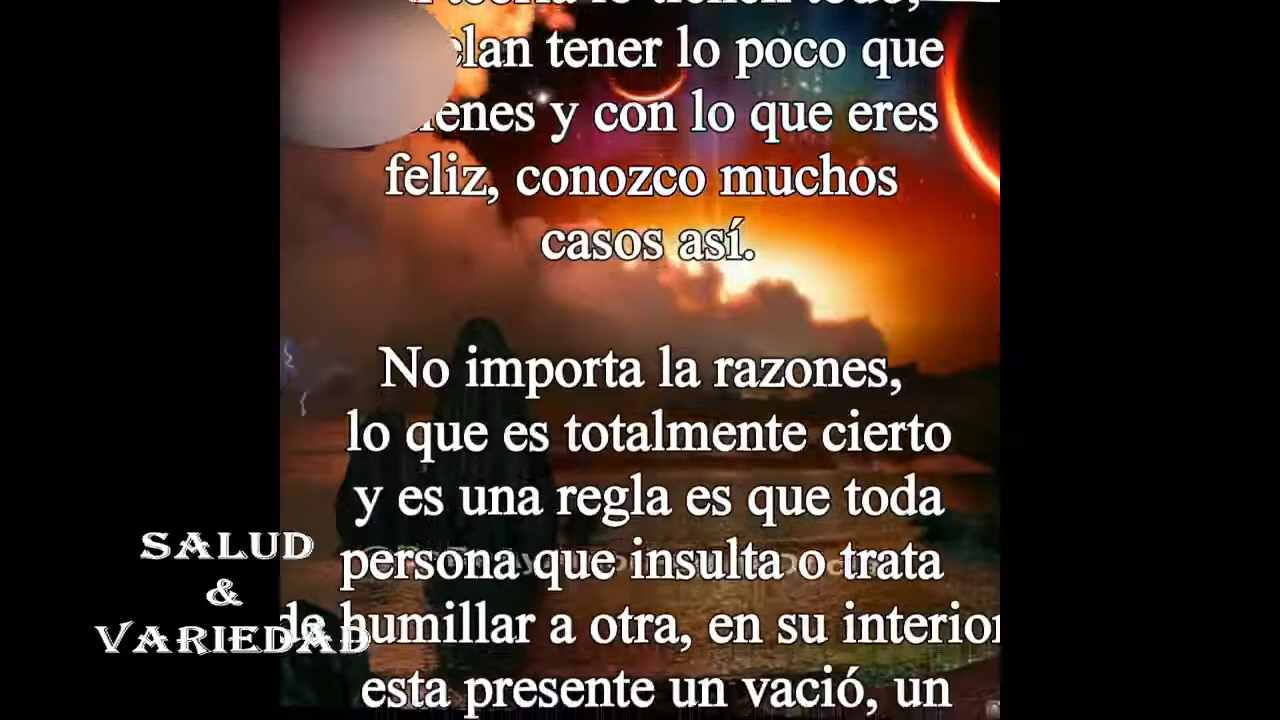 tener lo poco que
y con lo que eres
feliz, conozco muchos
casos así.
No importa la razones,
lo que es totalmente cierto
y es una regla es que toda
persona que insulta o trata
de humillar a otra, en su interior
esta presente un vació, un
SALUD
&
VARIEDAD